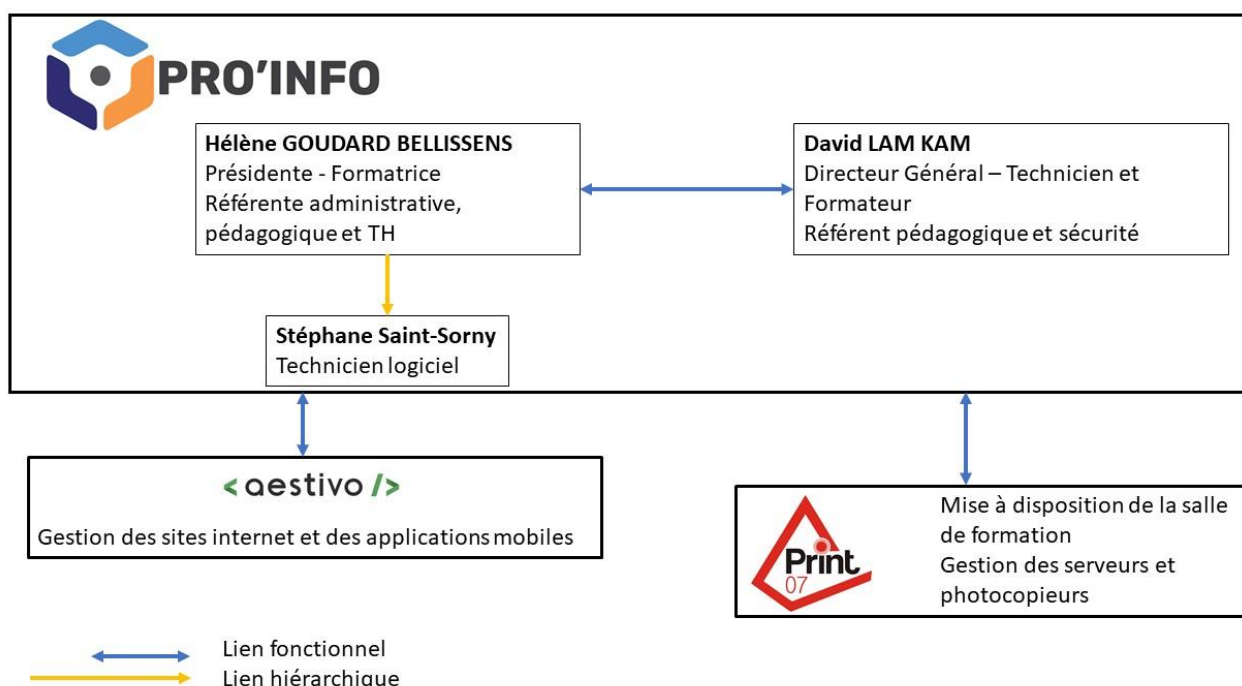 PRO'INFO
Hélène GOUDARD BELLISSENS
Présidente - Formatrice
Référente administrative,
pédagogique et TH
David LAM KAM
Directeur Général – Technicien et
Formateur
Référent pédagogique et sécurité
Stéphane Saint-Sorny
Technicien logiciel
< aestivo />
Gestion des sites internet et des applications mobiles
Print
07
Mise à disposition de la salle
de formation
Gestion des serveurs et
photocopieurs
Lien fonctionnel
Lien hiérarchique